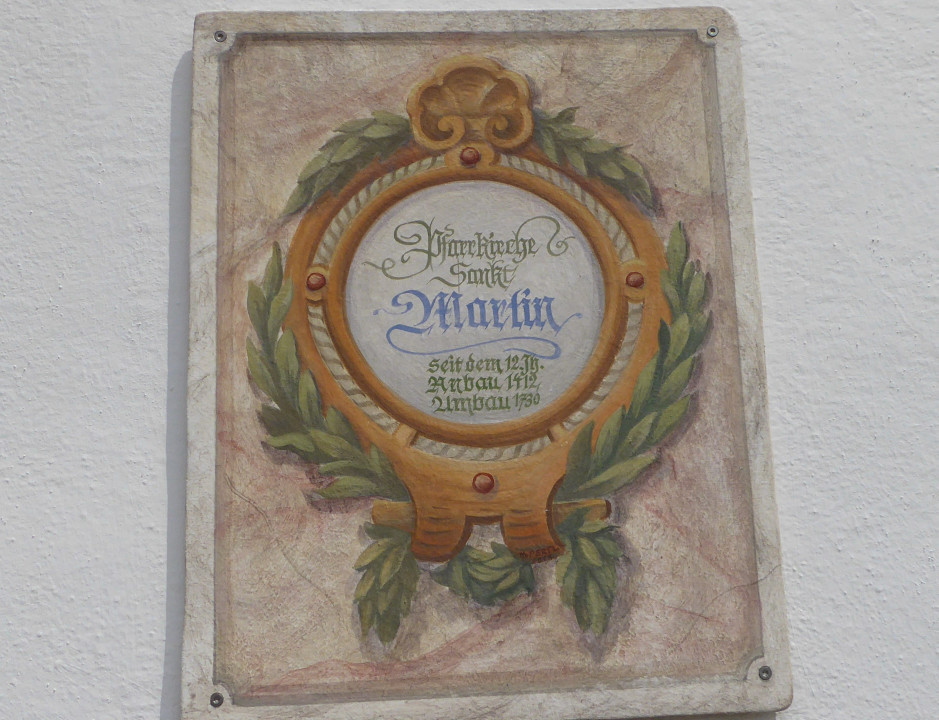 Pfarrkirche
Sankt
Martin
seit dem 12.Jh.
Anbau 1412,
Umbau 1730